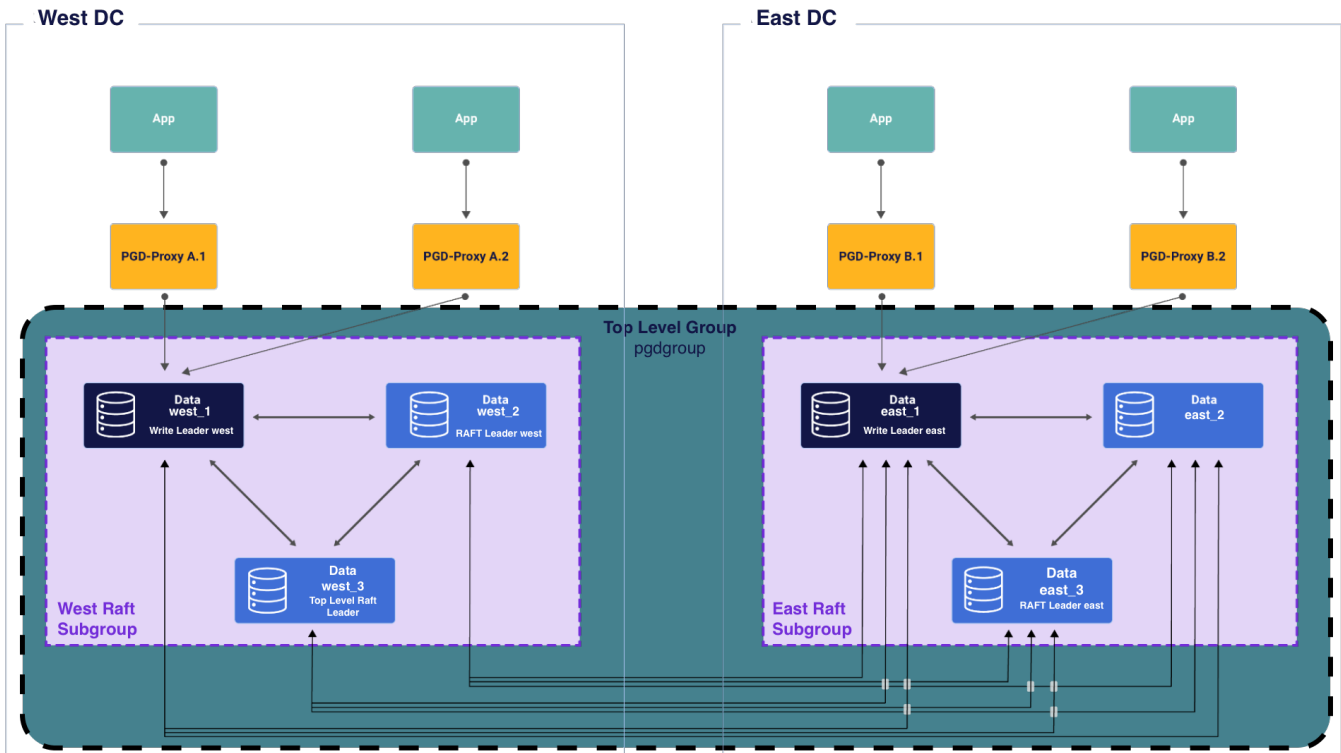 West DC
East DC
App
App
App
App
PGD-Proxy A.1
PGD-Proxy A.2
PGD-Proxy B.1
PGD-Proxy B.2
Top Level Group
pgdgroup
Data
west_1
Write Leader west
Data
west_2
RAFT Leader west
Data
east_1
Write Leader east
Data
east_2
Data
west_3
Top Level Raft
Leader
Data
east_3
RAFT Leader east
West Raft
Subgroup
East Raft
Subgroup